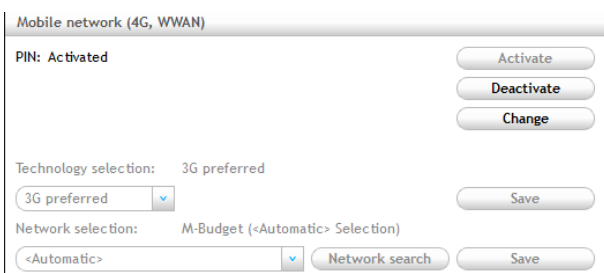 Mobile network (4G, WWAN)
PIN: Activated
Activate
Deactivate
Change
Technology selection: 3G preferred
3G preferred
Save
Network selection: M-Budget (<Automatic> Selection)
<Automatic>
Network search
Save